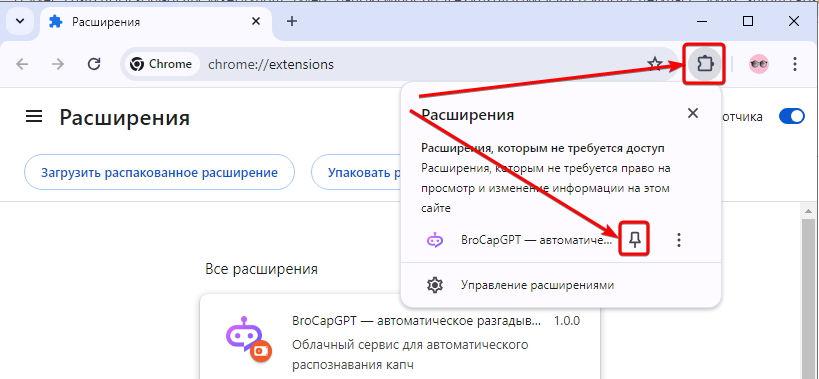 Расширения
Chrome
chrome://extensions
Расширения
отчика
Загрузить распакованное расширение
Упаковать р
Расширения
Расширения, которым не требуется доступ
Расширения, которым не требуется право на
просмотр и изменение информации на этом
сайте
BroCapGPT — автоматиче...
Управление расширениями
Все расширения
BroCapGPT — автоматическое разгадыв...
1.0.0
Облачный сервис для автоматического
распознавания капч